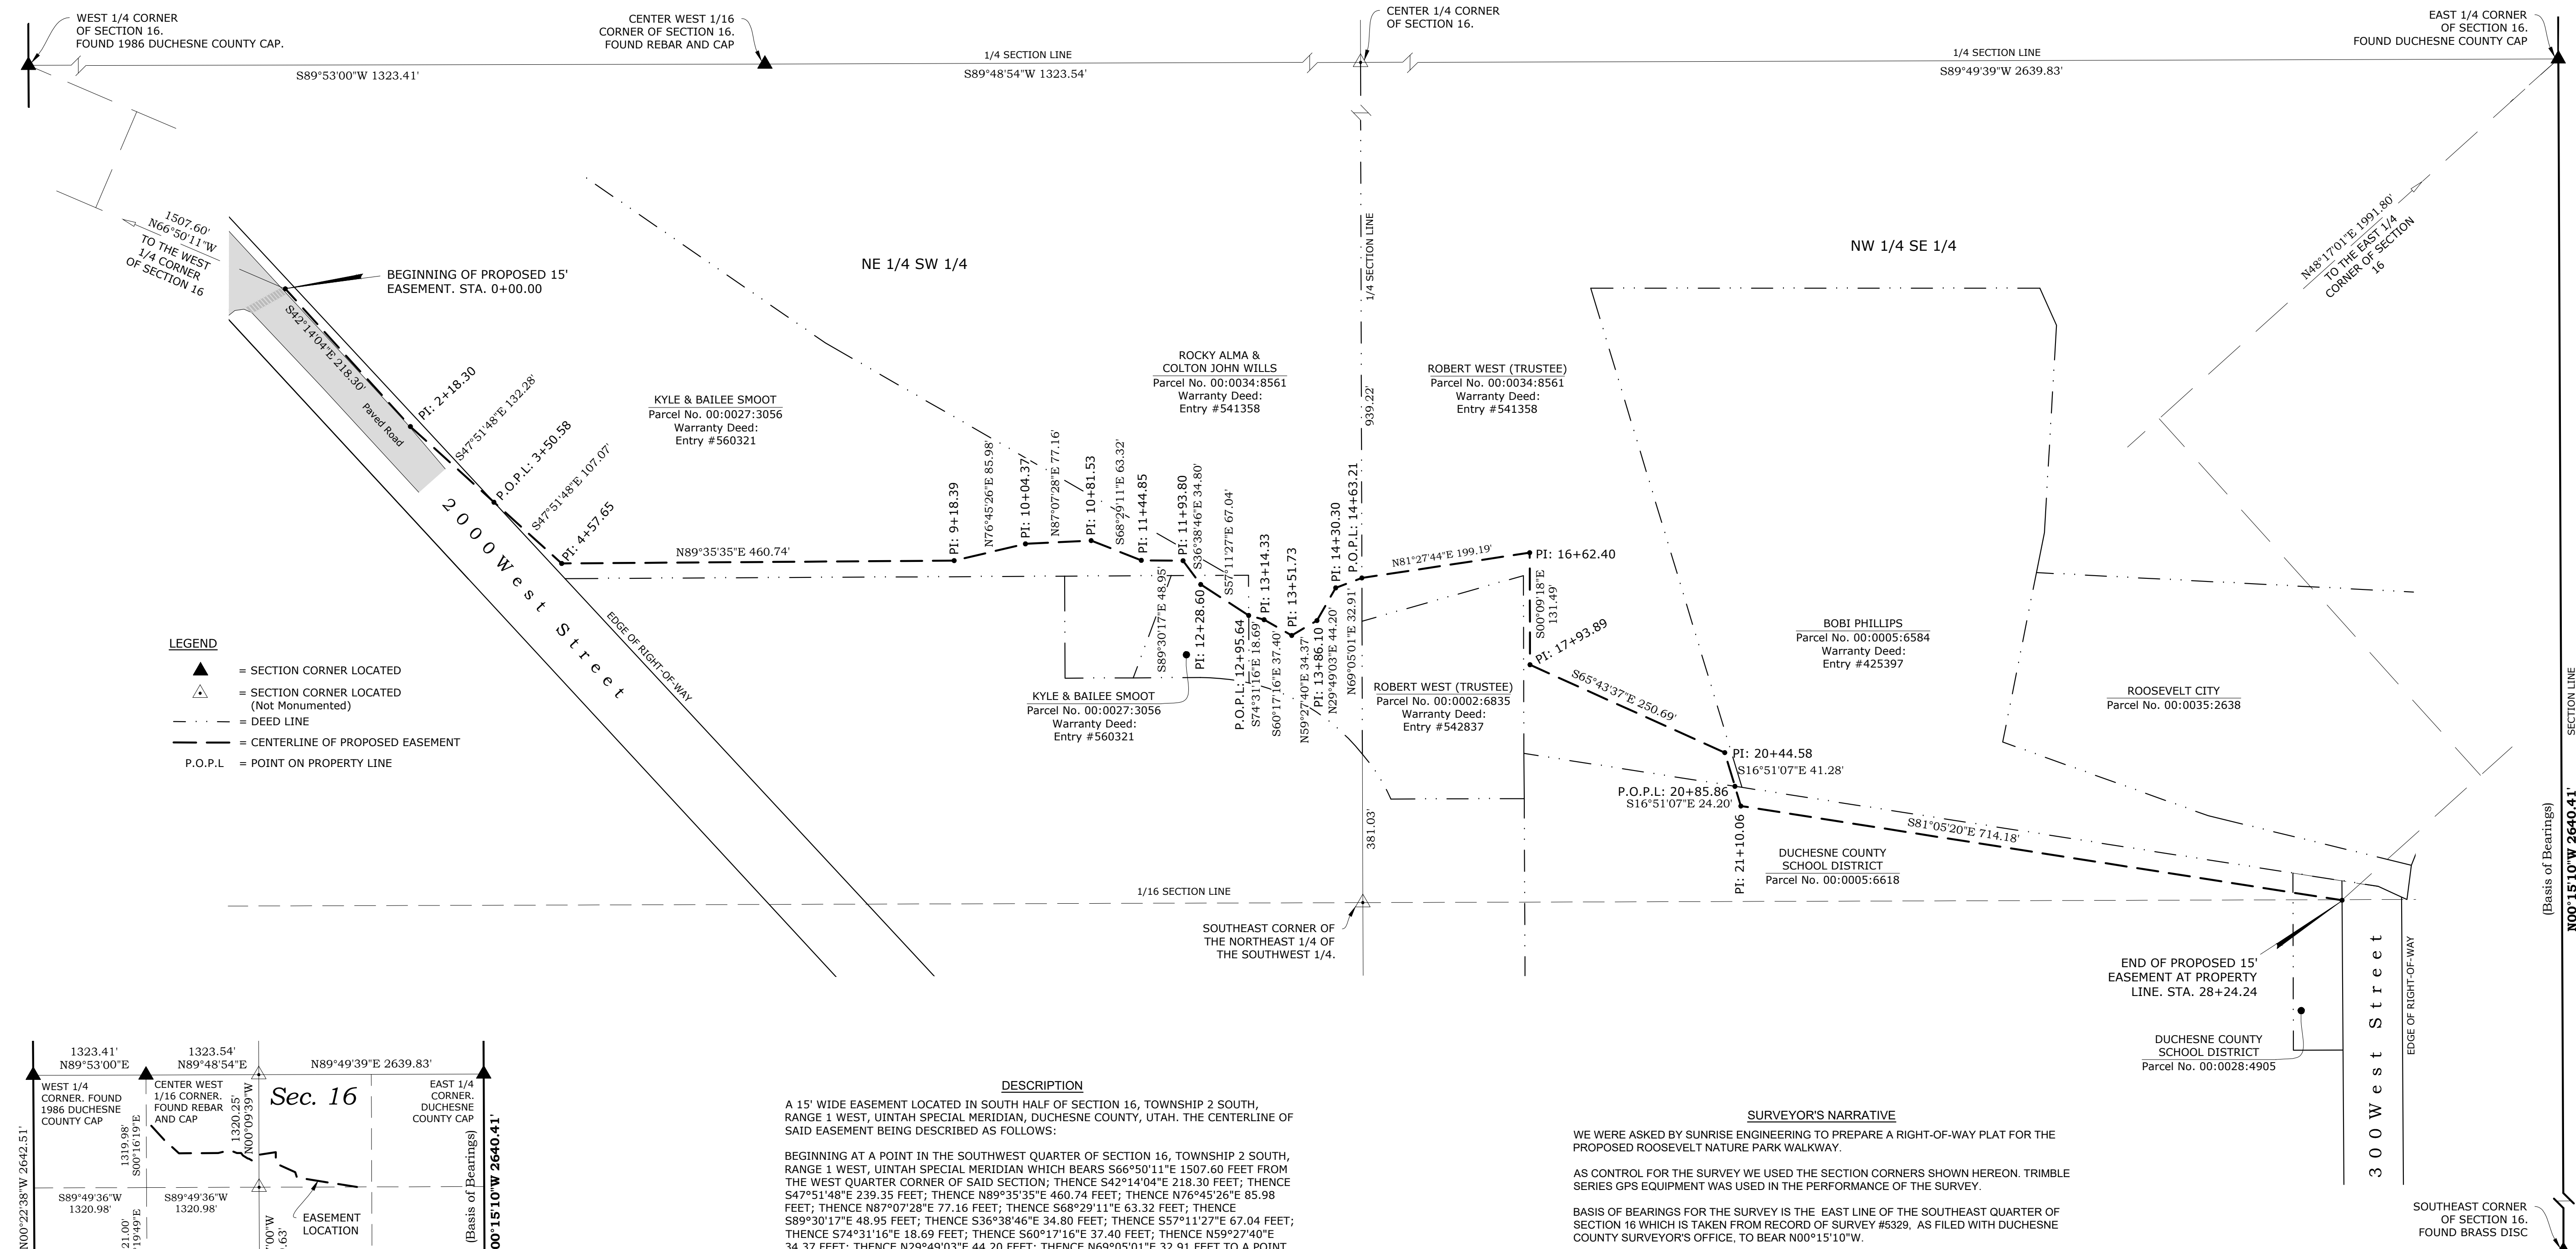 WEST 1/4 CORNER
OF SECTION 16.
FOUND 1986 DUCHESNE COUNTY CAP.
CENTER WEST 1/16
CORNER OF SECTION 16.
FOUND REBAR AND CAP
CENTER 1/4 CORNER
OF SECTION 16.
EAST 1/4 CORNER
OF SECTION 16.
FOUND DUCHESNE COUNTY CAP
S89°53'00"W 1323.41'
1/4 SECTION LINE
S89°48'54"W 1323.54'
1/4 SECTION LINE
S89°49'39"W 2639.83'
1507.60'
N66°50'11"W
TO THE WEST
1/4 CORNER
OF SECTION 16
BEGINNING OF PROPOSED 15'
EASEMENT. STA. 0+00.00
NE 1/4 SW 1/4
1/4 SECTION LINE
NW 1/4 SE 1/4
N48°17'01"E 1991.80'
TO THE EAST 1/4
CORNER OF SECTION
16
S42°14'04"E 218.30'
Paved Road
PI: 2+18.30
S47°51'48"E 132.28'
P.O.P.L: 3+50.58
S47°51'48"E 107.07'
PI: 4+57.65
KYLE & BAILEE SMOOT
Parcel No. 00:0027:3056
Warranty Deed:
Entry #560321
ROCKY ALMA &
COLTON JOHN WILLS
Parcel No. 00:0034:8561
Warranty Deed:
Entry #541358
939.22'
ROBERT WEST (TRUSTEE)
Parcel No. 00:0034:8561
Warranty Deed:
Entry #541358
N89°35'35"E 460.74'
PI: 9+18.39
N76°45'26"E 85.98'
PI: 10+04.37
N87°07'28"E 77.16'
PI: 10+81.53
S68°29'11"E 63.32'
PI: 11+44.85
S89°30'17"E 48.95'
PI: 11+93.80
S36°38'46"E 34.80'
PI: 12+28.60
S57°11'27"E 67.04'
P.O.P.L: 12+95.64
S74°31'16"E 18.69'
PI: 13+14.33
S60°17'16"E 37.40'
PI: 13+51.73
N59°27'40"E 34.37'
PI: 13+86.10
N29°49'03"E 44.20'
PI: 14+30.30
N69°05'01"E 32.91'
P.O.P.L: 14+63.21
N81°27'44"E 199.19'
PI: 16+62.40
S00°09'18"E
131.49'
PI: 17+93.89
S65°43'37"E 250.69'
PI: 20+44.58
S16°51'07"E 41.28'
P.O.P.L: 20+85.86
S16°51'07"E 24.20'
PI: 21+10.06
S81°05'20"E 714.18'
BOBI PHILLIPS
Parcel No. 00:0005:6584
Warranty Deed:
Entry #425397
ROOSEVELT CITY
Parcel No. 00:0035:2638
KYLE & BAILEE SMOOT
Parcel No. 00:0027:3056
Warranty Deed:
Entry #560321
ROBERT WEST (TRUSTEE)
Parcel No. 00:0002:6835
Warranty Deed:
Entry #542837
2000 West Street
EDGE OF RIGHT-OF-WAY
LEGEND
= SECTION CORNER LOCATED
= SECTION CORNER LOCATED
(Not Monumented)
= DEED LINE
= CENTERLINE OF PROPOSED EASEMENT
P.O.P.L = POINT ON PROPERTY LINE
381.03'
1/16 SECTION LINE
SOUTHEAST CORNER OF
THE NORTHEAST 1/4 OF
THE SOUTHWEST 1/4.
DUCHESNE COUNTY
SCHOOL DISTRICT
Parcel No. 00:0005:6618
END OF PROPOSED 15'
EASEMENT AT PROPERTY
LINE. STA. 28+24.24
DUCHESNE COUNTY
SCHOOL DISTRICT
Parcel No. 00:0028:4905
300 West Street
EDGE OF RIGHT-OF-WAY
SECTION LINE
(Basis of Bearings)
N00°15'10"W 2640.41'
SOUTHEAST CORNER
OF SECTION 16.
FOUND BRASS DISC
1323.41'
N89°53'00"E
1323.54'
N89°48'54"E
N89°49'39"E 2639.83'
WEST 1/4
CORNER. FOUND
1986 DUCHESNE
COUNTY CAP
CENTER WEST
1/16 CORNER.
FOUND REBAR
AND CAP
Sec. 16
EAST 1/4
CORNER.
DUCHESNE
COUNTY CAP
N00°22'38"W 2642.51'
1319.98'
S00°16'19"E
1320.25'
N00°09'39"W
S89°49'36"W
1320.98'
S89°49'36"W
1320.98'
21.00'
19'49"E
'00"W
.63'
EASEMENT
LOCATION
(Basis of Bearings)
00°15'10"W 2640.41'
DESCRIPTION
A 15' WIDE EASEMENT LOCATED IN SOUTH HALF OF SECTION 16, TOWNSHIP 2 SOUTH,
RANGE 1 WEST, UINTAH SPECIAL MERIDIAN, DUCHESNE COUNTY, UTAH. THE CENTERLINE OF
SAID EASEMENT BEING DESCRIBED AS FOLLOWS:
BEGINNING AT A POINT IN THE SOUTHWEST QUARTER OF SECTION 16, TOWNSHIP 2 SOUTH,
RANGE 1 WEST, UINTAH SPECIAL MERIDIAN WHICH BEARS S66°50'11"E 1507.60 FEET FROM
THE WEST QUARTER CORNER OF SAID SECTION; THENCE S42°14'04"E 218.30 FEET; THENCE
S47°51'48"E 239.35 FEET; THENCE N89°35'35"E 460.74 FEET; THENCE N76°45'26"E 85.98
FEET; THENCE N87°07'28"E 77.16 FEET; THENCE S68°29'11"E 63.32 FEET; THENCE
S89°30'17"E 48.95 FEET; THENCE S36°38'46"E 34.80 FEET; THENCE S57°11'27"E 67.04 FEET;
THENCE S74°31'16"E 18.69 FEET; THENCE S60°17'16"E 37.40 FEET; THENCE N59°27'40"E
34.37 FEET; THENCE N29°49'03"E 44.20 FEET; THENCE N69°05'01"E 32.91 FEET TO A POINT
SURVEYOR'S NARRATIVE
WE WERE ASKED BY SUNRISE ENGINEERING TO PREPARE A RIGHT-OF-WAY PLAT FOR THE
PROPOSED ROOSEVELT NATURE PARK WALKWAY.
AS CONTROL FOR THE SURVEY WE USED THE SECTION CORNERS SHOWN HEREON. TRIMBLE
SERIES GPS EQUIPMENT WAS USED IN THE PERFORMANCE OF THE SURVEY.
BASIS OF BEARINGS FOR THE SURVEY IS THE EAST LINE OF THE SOUTHEAST QUARTER OF
SECTION 16 WHICH IS TAKEN FROM RECORD OF SURVEY #5329, AS FILED WITH DUCHESNE
COUNTY SURVEYOR'S OFFICE, TO BEAR N00°15'10"W.